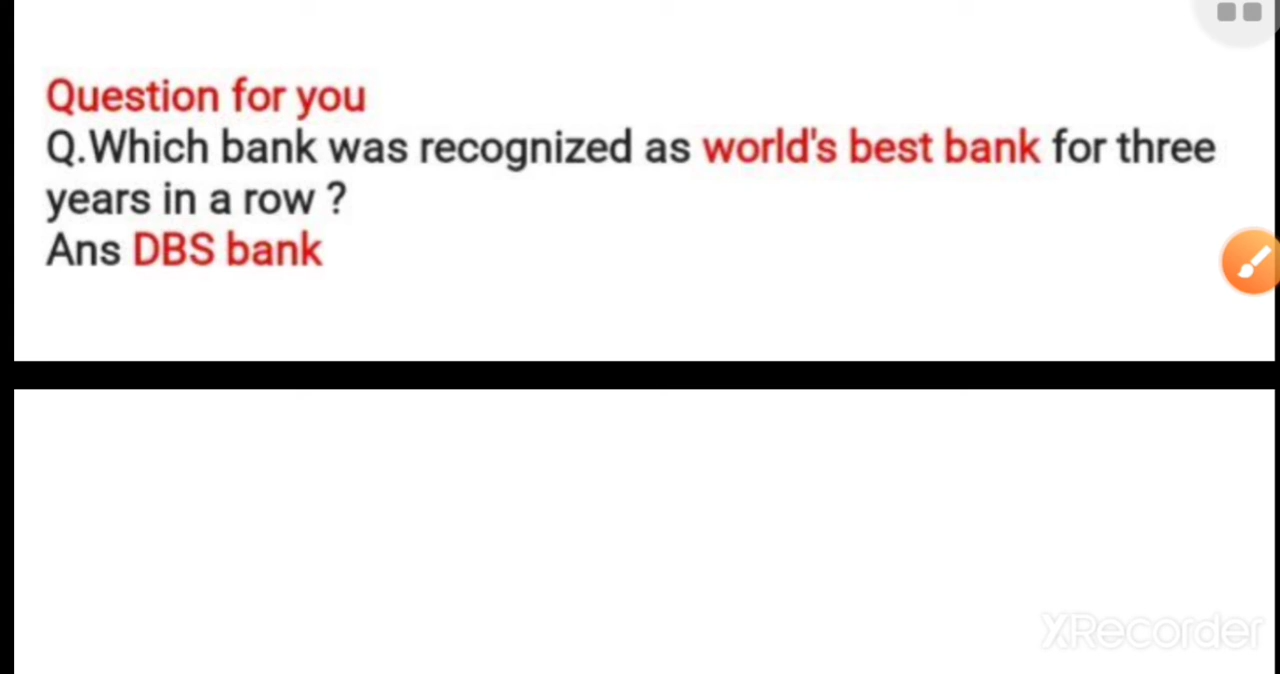 Question for you
Q.Which bank was recognized as world's best bank for three
years in a row ?
Ans DBS bank
XRecorder